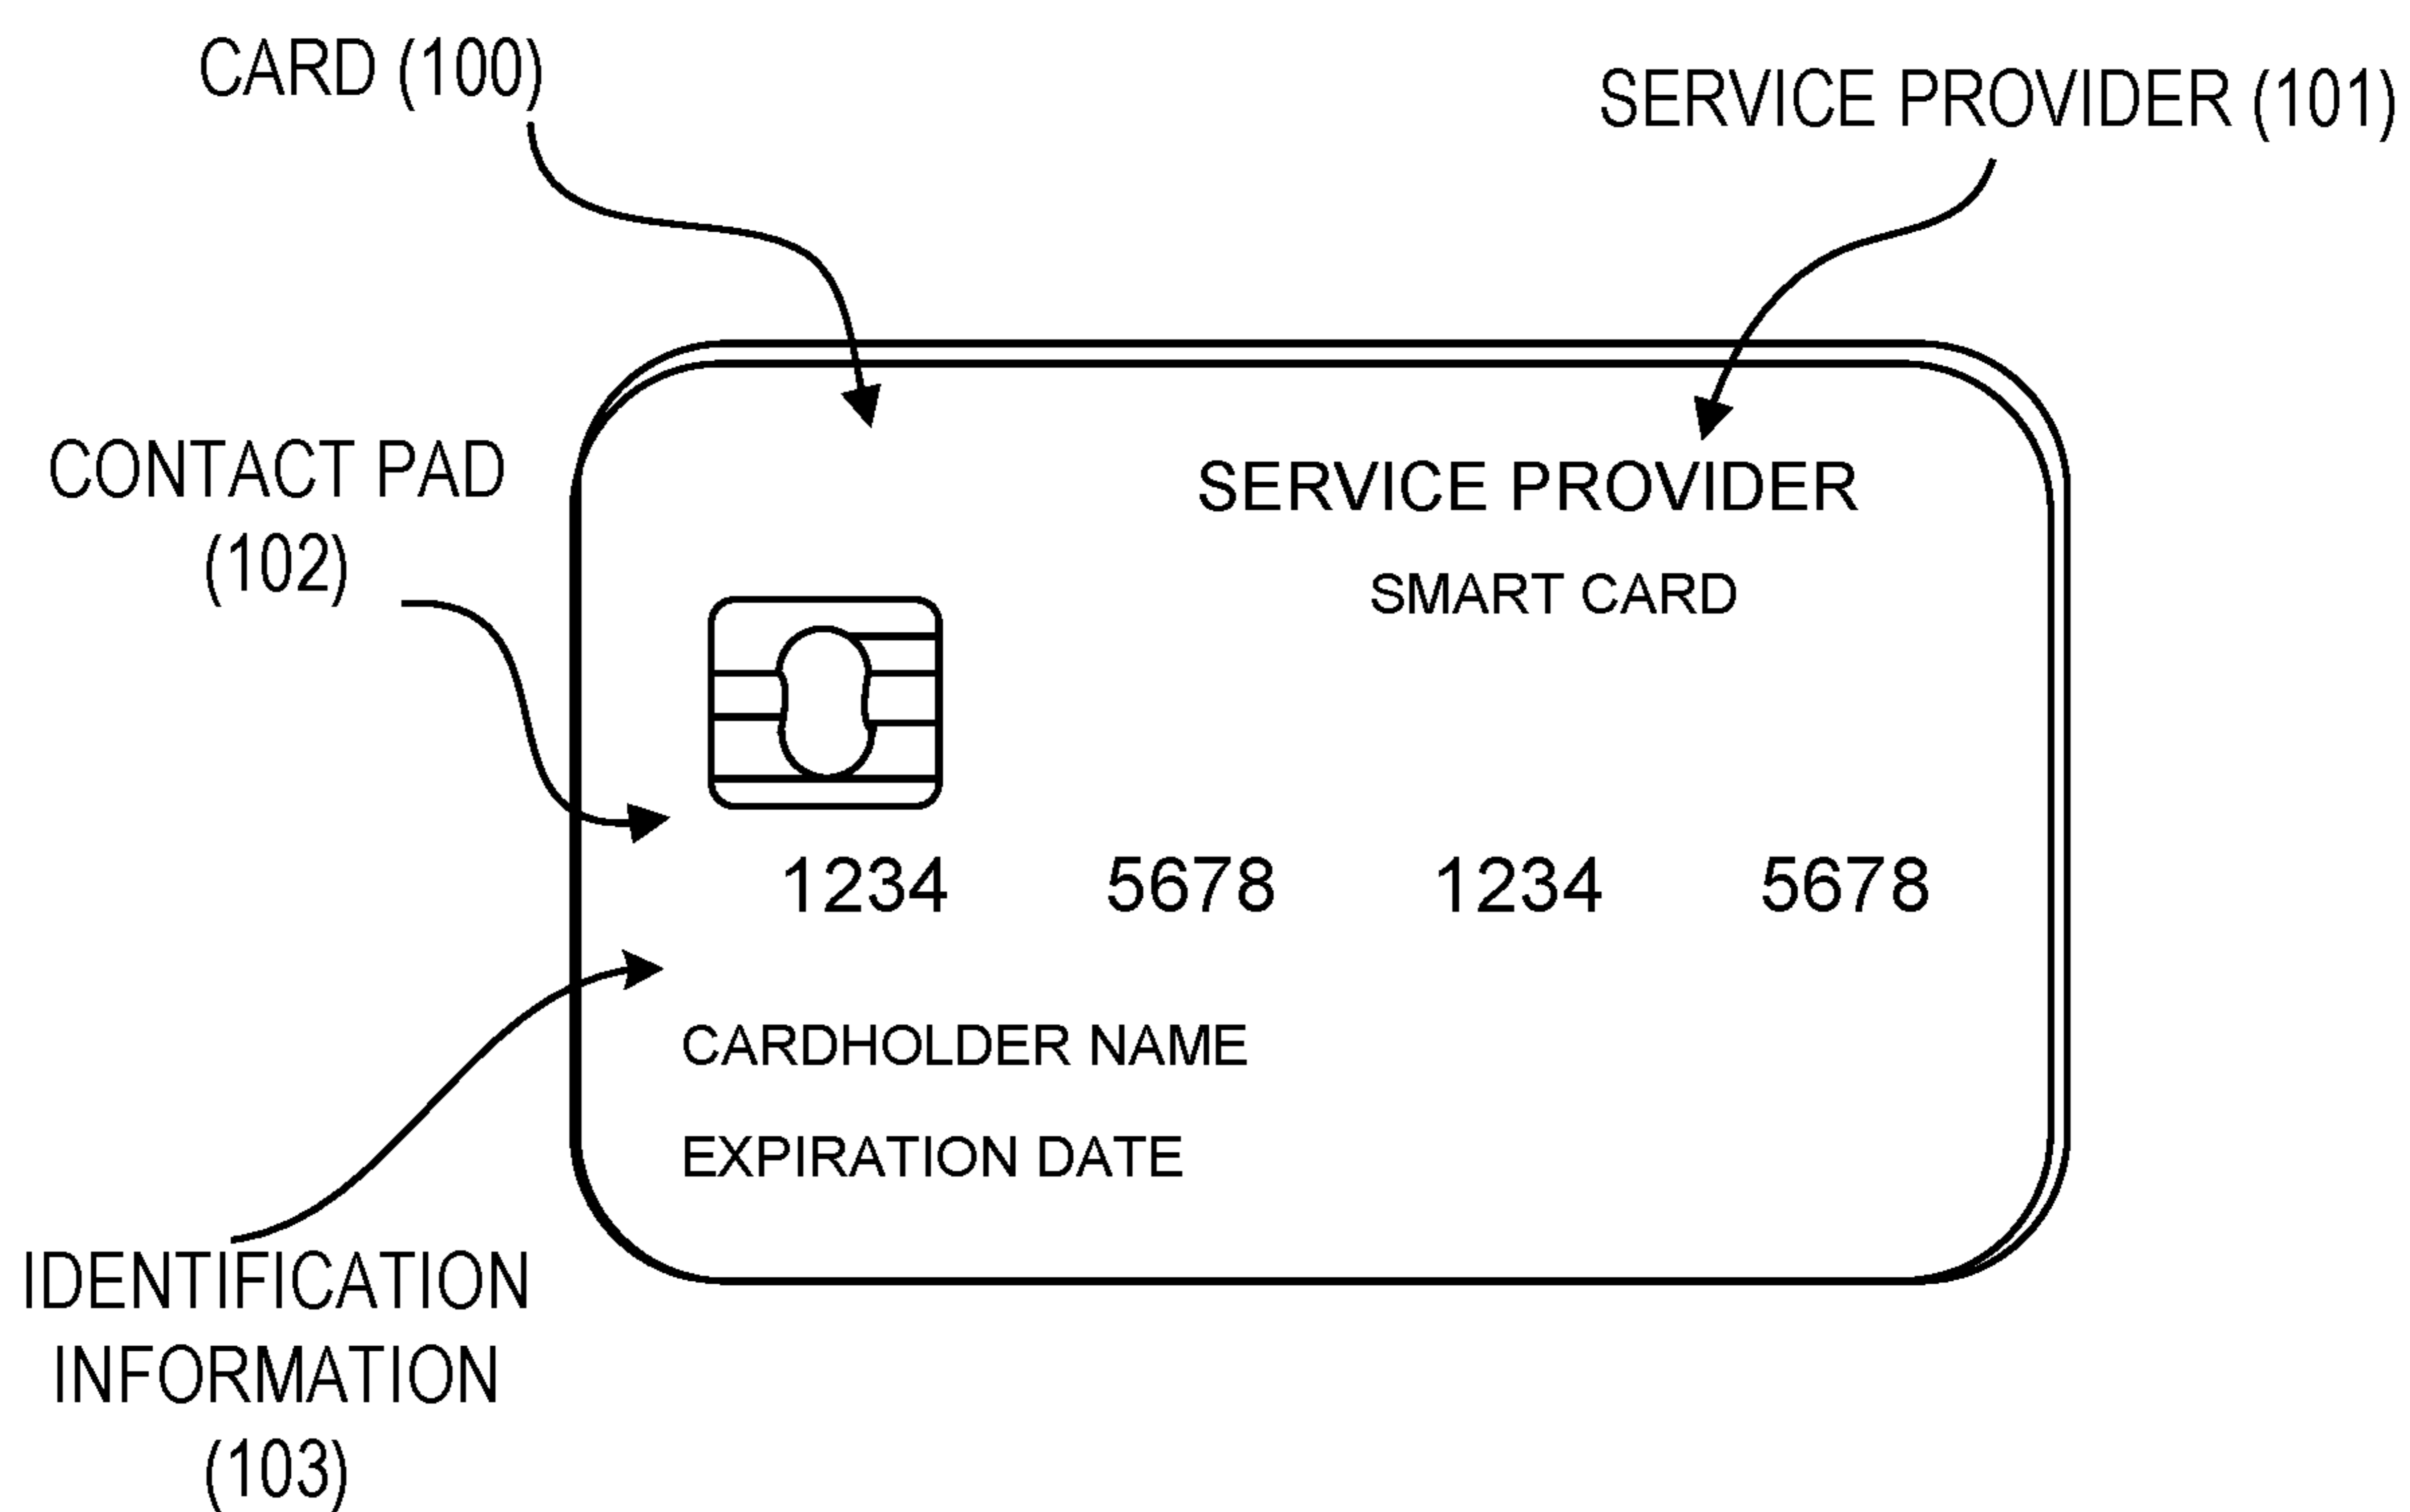 CARD (100)
SERVICE PROVIDER (101)
CONTACT PAD
(102)
SERVICE PROVIDER
SMART CARD
1234 5678 1234 5678
CARDHOLDER NAME
EXPIRATION DATE
IDENTIFICATION
INFORMATION
(103)